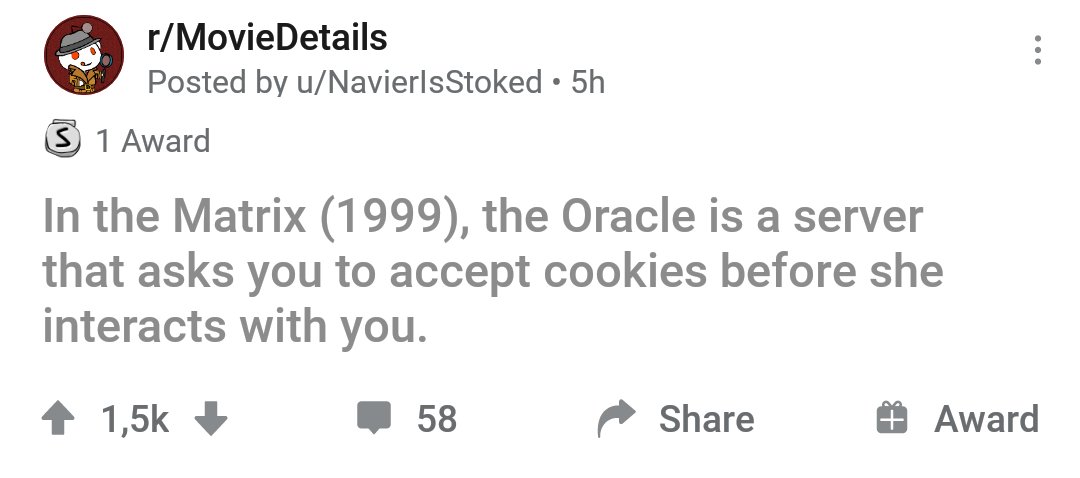 r/MovieDetails
Posted by u/NavierIsStoked • 5h
S 1 Award
In the Matrix (1999), the Oracle is a server
that asks you to accept cookies before she
interacts with you.
1,5k 58 Share Award